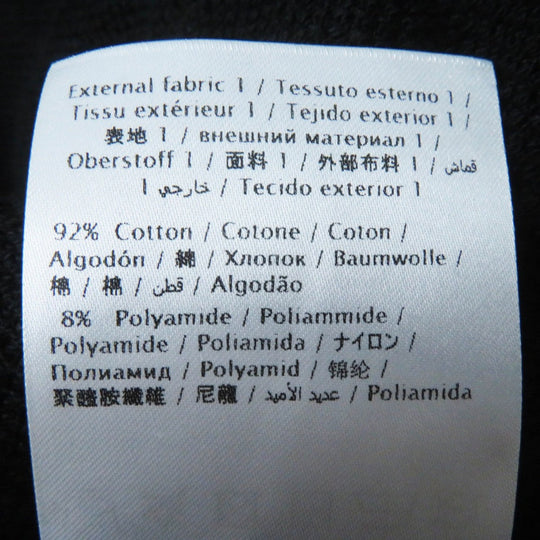 External fabric 1 / Tessuto esterno 1 /
Tissu extérieur 1 / Tejido exterior 1 /
表地 1 / внешний материал 1 /
Oberstoff 1 / 面料 1 / 外部布料 1 / قماش
خارجي 1 / Tecido exterior 1
92% Cotton / Cotone / Coton /
Algodón / 綿 / Хлопок / Baumwolle /
棉 / 棉 / قطن / Algodão
8% Polyamide / Poliammide /
Polyamide / Poliamida / ナイロン /
Полиамид / Polyamid / 锦纶 /
聚醯胺纖維 / 尼龍 / عديد الأميد / Poliamida